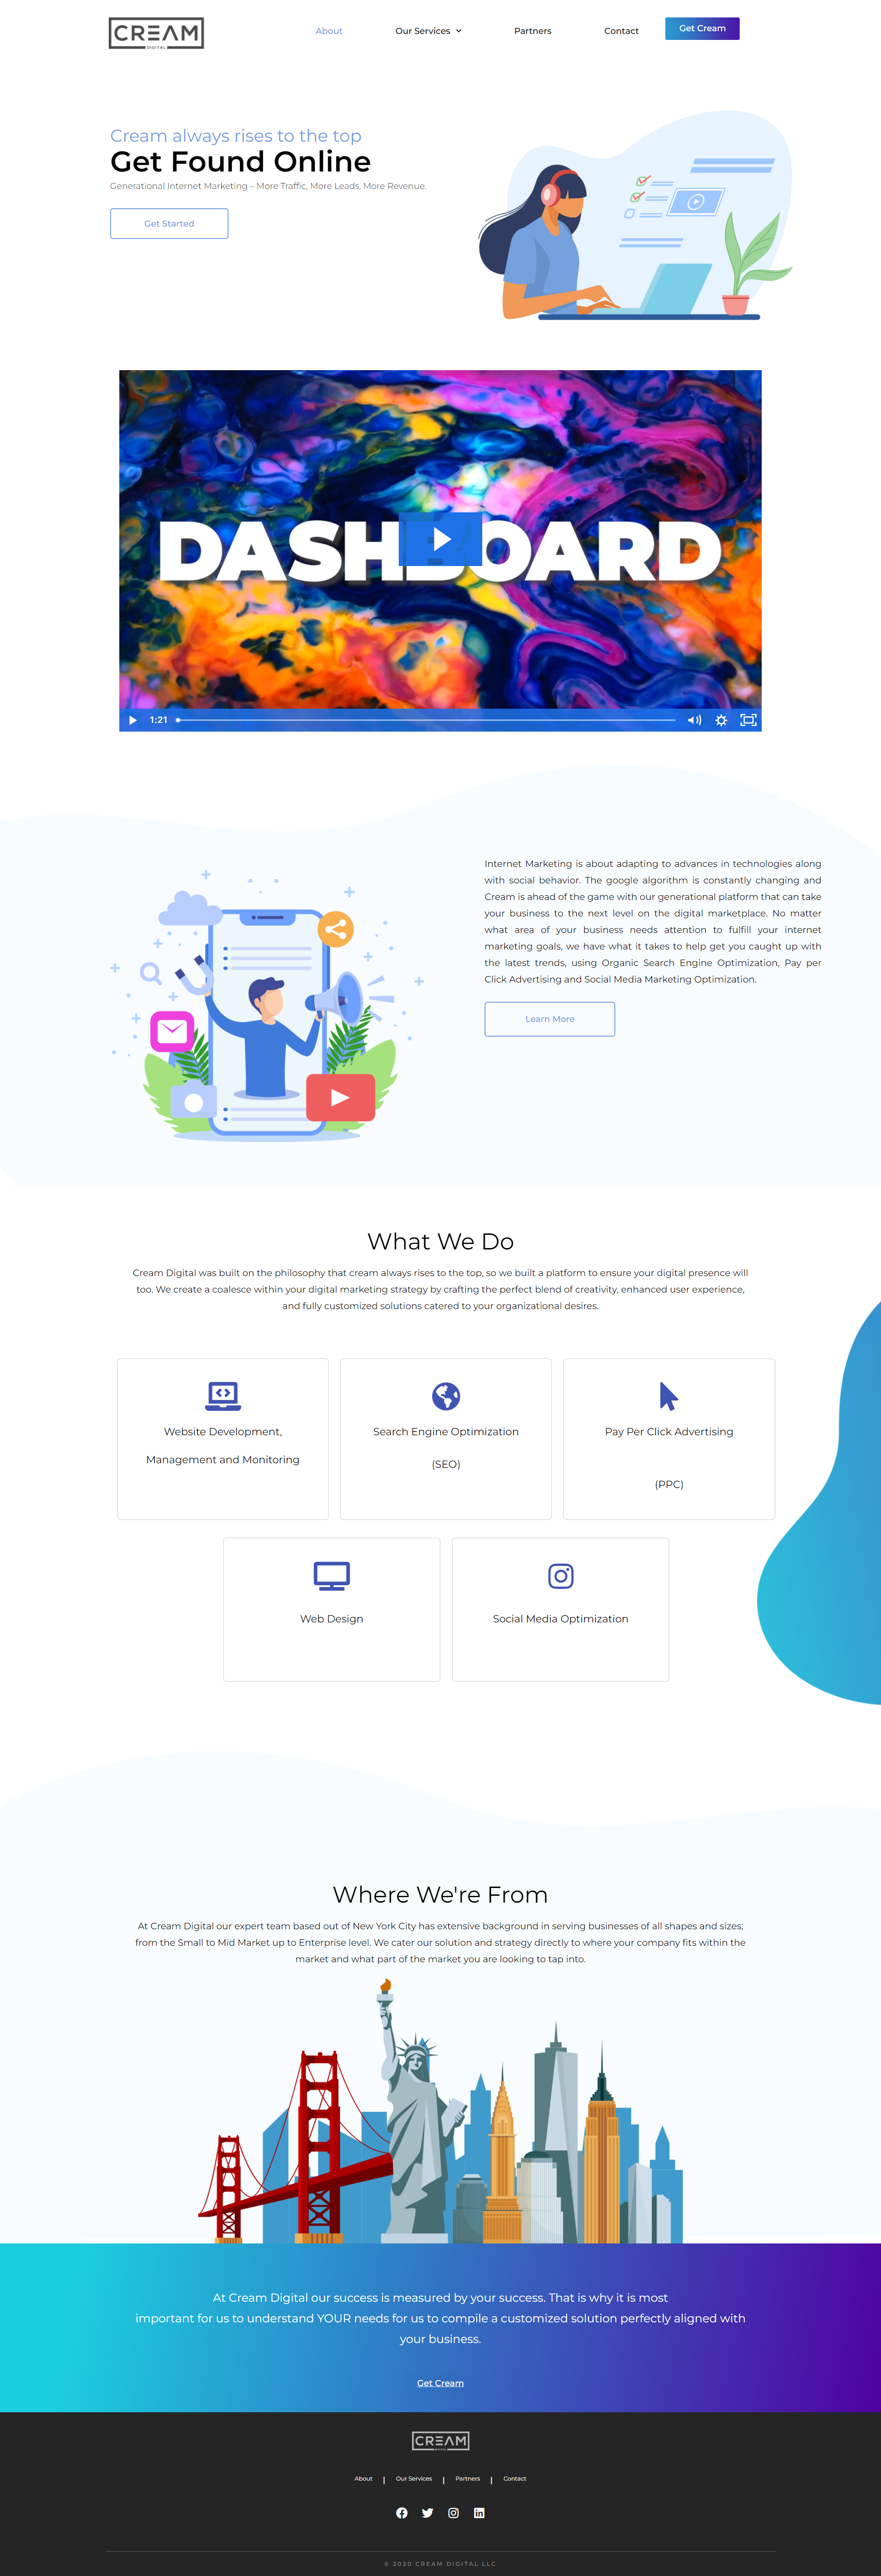 CREAM
DIGITAL
About
Our Services
Partners
Contact
Get Cream
Cream always rises to the top
Get Found Online
Generational Internet Marketing – More Traffic, More Leads, More Revenue.
Get Started
DASHBOARD
1:21
Internet Marketing is about adapting to advances in technologies along
with social behavior. The google algorithm is constantly changing and
Cream is ahead of the game with our generational platform that can take
your business to the next level on the digital marketplace. No matter
what area of your business needs attention to fulfill your internet
marketing goals, we have what it takes to help get you caught up with
the latest trends, using Organic Search Engine Optimization, Pay per
Click Advertising and Social Media Marketing Optimization.
Learn More
What We Do
Cream Digital was built on the philosophy that cream always rises to the top, so we built a platform to ensure your digital presence will
too. We create a coalesce within your digital marketing strategy by crafting the perfect blend of creativity, enhanced user experience,
and fully customized solutions catered to your organizational desires.
Website Development,
Management and Monitoring
Search Engine Optimization
(SEO)
Pay Per Click Advertising
(PPC)
Web Design
Social Media Optimization
Where We're From
At Cream Digital our expert team based out of New York City has extensive background in serving businesses of all shapes and sizes;
from the Small to Mid Market up to Enterprise level. We cater our solution and strategy directly to where your company fits within the
market and what part of the market you are looking to tap into.
At Cream Digital our success is measured by your success. That is why it is most
important for us to understand YOUR needs for us to compile a customized solution perfectly aligned with
your business.
Get Cream
CREAM
DIGITAL
About
Our Services
Partners
Contact
© 2020 CREAM DIGITAL LLC